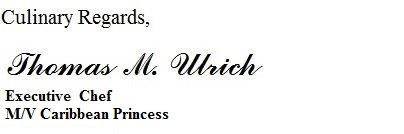 Culinary Regards,
Thomas M. Ulrich
Executive Chef
M/V Caribbean Princess